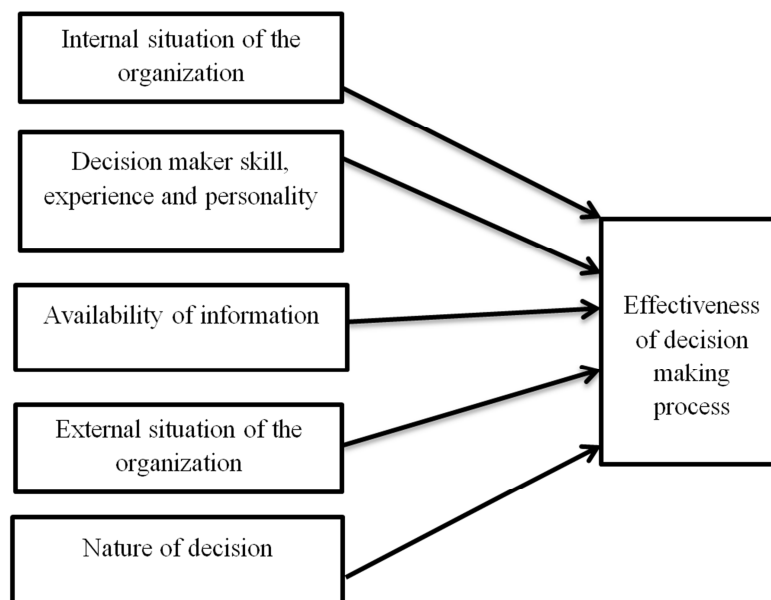 Internal situation of the
organization
Decision maker skill,
experience and personality
Availability of information
External situation of the
organization
Nature of decision
Effectiveness
of decision
making
process